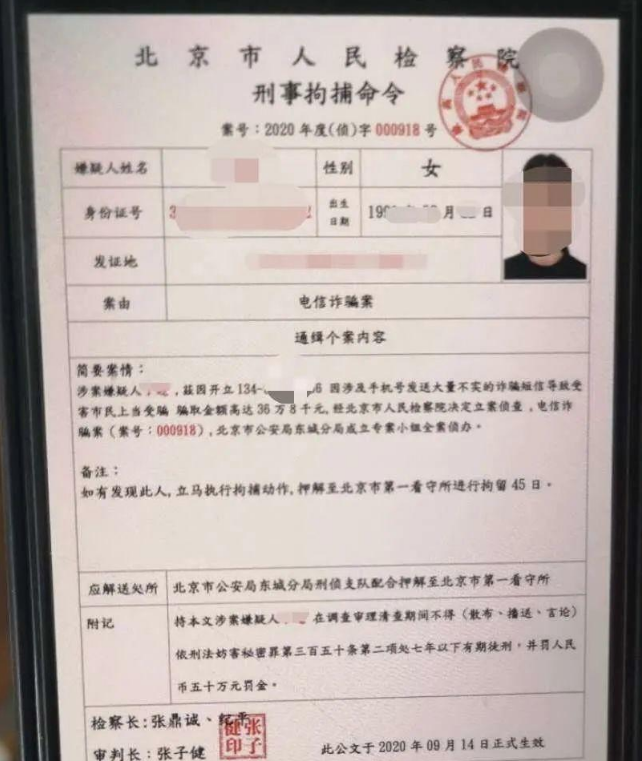 北京市人民检察院
刑事拘捕命令
案号：2020 年度(侦)字 000918 号
嫌疑人姓名 性别 女
身份证号 3 2 出生日期 199 月 日
发证地
案由 电信诈骗案
通缉个案内容
简要案情：
涉案嫌疑人 ，茲因开立 134- 6 因涉及手机号发送大量不实的诈骗短信导致受
害市民上当受骗 骗取金额高达 36 万 8 千元，经北京市人民检察院决定立案侦查，电信诈
骗案（案号：000918），北京市公安局东城分局成立专案小组全案侦办。
备注：
如有发现此人，立马执行拘捕动作，押解至北京市第一看守所进行拘留 45 日。
应解送处所 北京市公安局东城分局刑侦支队配合押解至北京市第一看守所
附记 持本文涉案嫌疑人 在调查审理清查期间不得（散布、播送、言论）
依刑法妨害秘密罪第三百五十条第二项处七年以下有期徒刑，并罚人民
币五十万元罚金。
检察长：张鼎诚、纪平
审判长：张子健
张子健印
此公文于 2020 年 09 月 14 日正式生效